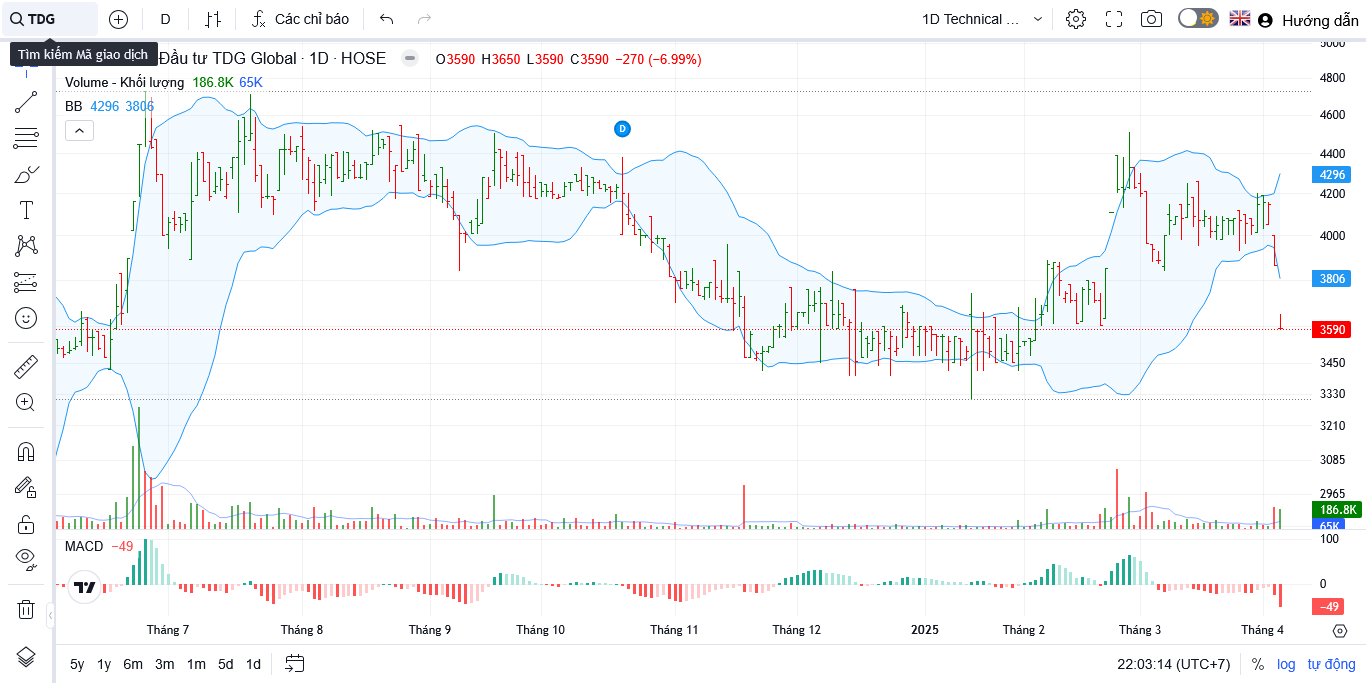 TDG
D
Các chỉ báo
1D Technical ...
Hướng dẫn
Tìm kiếm Mã giao dịch
Đầu tư TDG Global · 1D · HOSE
O3590 H3650 L3590 C3590 −270 (−6.99%)
Volume - Khối lượng 186.8K 65K
BB 4296 3806
D
5000
4800
4600
4400
4296
4200
4000
3806
3590
3450
3330
3210
3085
2965
186.8K
65K
MACD −49
100
0
−49
Tháng 7
Tháng 8
Tháng 9
Tháng 10
Tháng 11
Tháng 12
2025
Tháng 2
Tháng 3
Tháng 4
5y 1y 6m 3m 1m 5d 1d
22:03:14 (UTC+7)
% log tự động